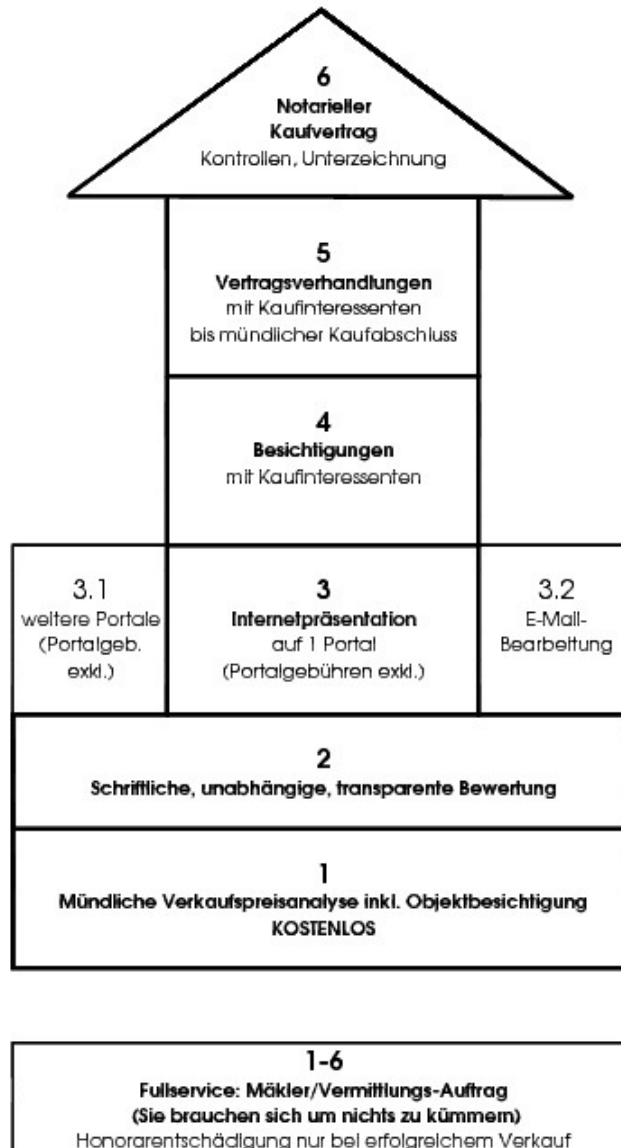 6
Notarieller
Kaufvertrag
Kontrollen, Unterzeichnung
5
Vertragsverhandlungen
mit Kaufinteressenten
bis mündlicher Kaufabschluss
4
Besichtigungen
mit Kaufinteressenten
3.1
weitere Portale
(Portalgeb.
exkl.)
3
Internetpräsentation
auf 1 Portal
(Portalgebühren exkl.)
3.2
E-Mail-
Bearbeitung
2
Schriftliche, unabhängige, transparente Bewertung
1
Mündliche Verkaufspreisanalyse inkl. Objektbesichtigung
KOSTENLOS
1-6
Fullservice: Mäkler/Vermittlungs-Auftrag
(Sie brauchen sich um nichts zu kümmern)
Honorarentschädigung nur bei erfolgreichem Verkauf